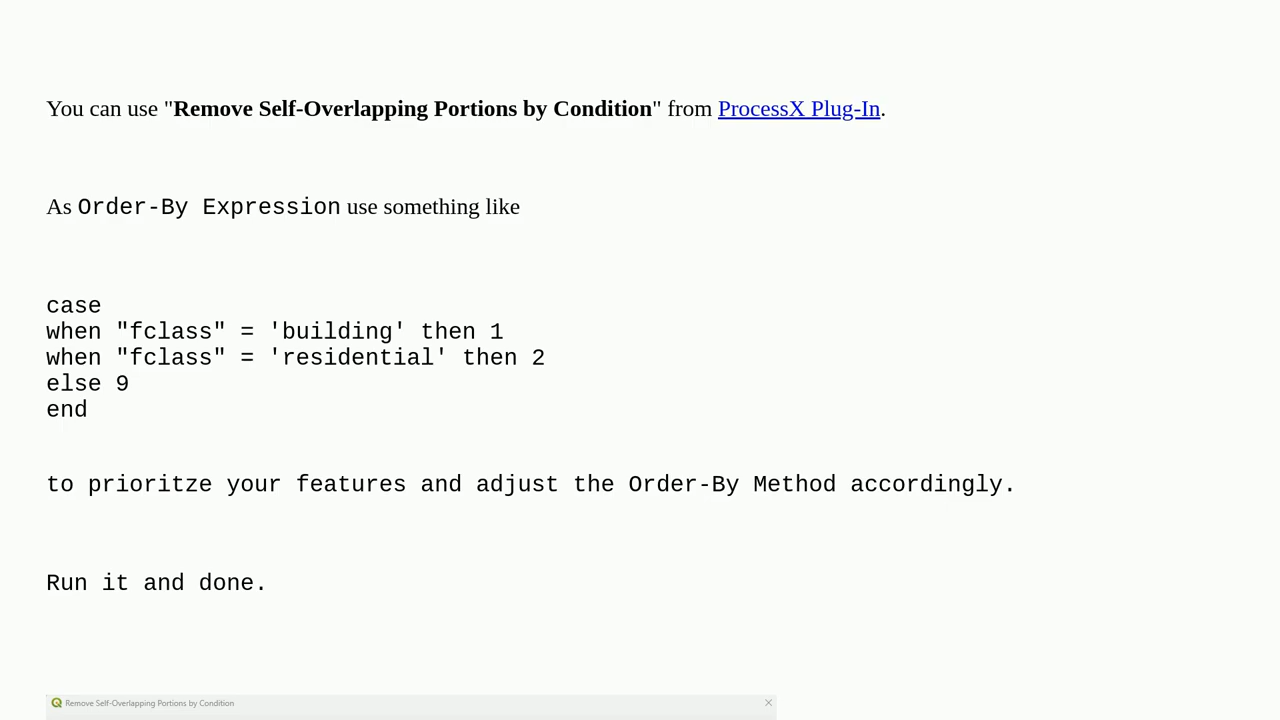 You can use "Remove Self-Overlapping Portions by Condition" from ProcessX Plug-In.
As Order-By Expression use something like
case
when "fclass" = 'building' then 1
when "fclass" = 'residential' then 2
else 9
end
to prioritze your features and adjust the Order-By Method accordingly.
Run it and done.
Remove Self-Overlapping Portions by Condition